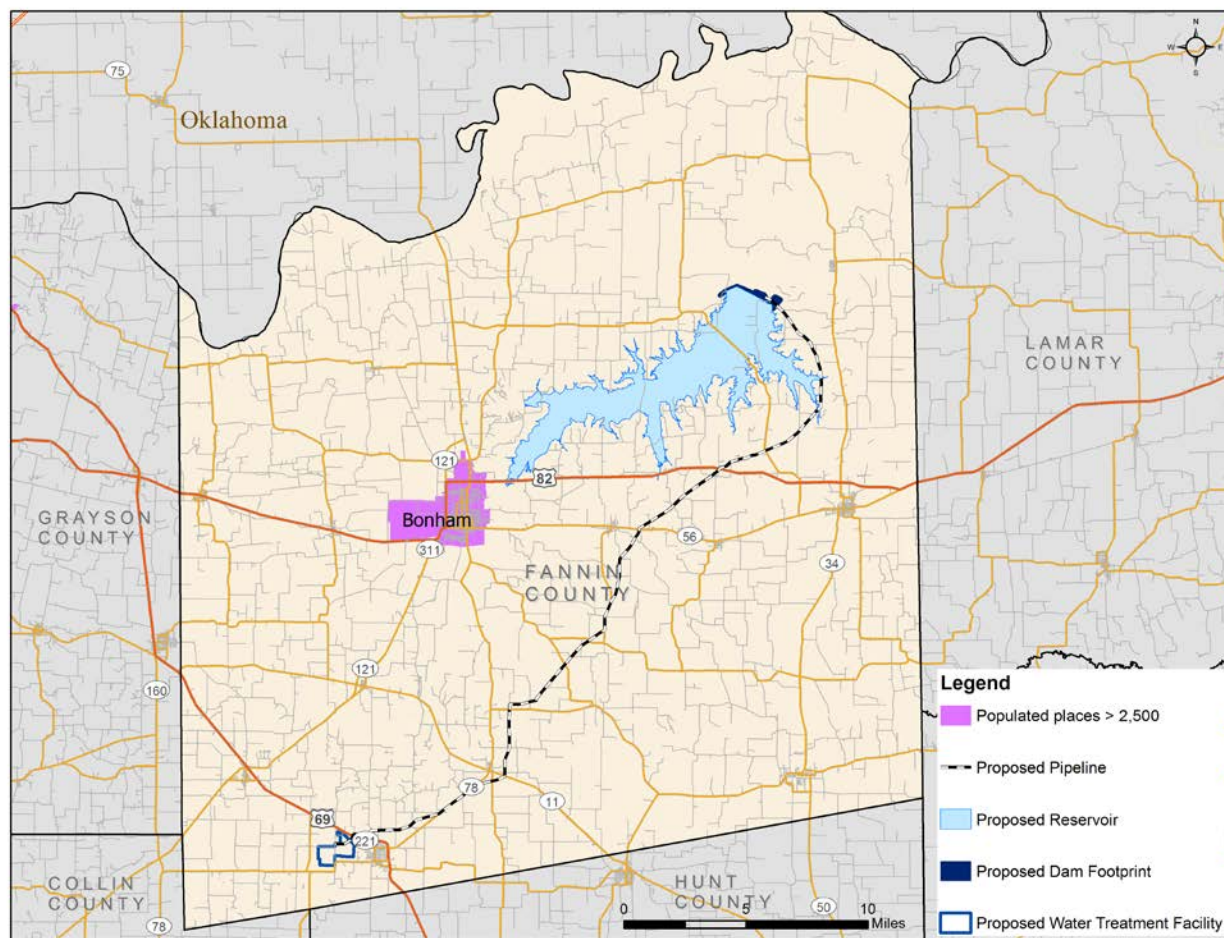 N
W E
S
75
Oklahoma
LAMAR
COUNTY
121
82
GRAYSON
COUNTY
Bonham
311
56
FANNIN
COUNTY
34
121
160
78
11
69
221
COLLIN
COUNTY
78
HUNT
COUNTY
50
0 5 10
Miles
Legend
Populated places > 2,500
Proposed Pipeline
Proposed Reservoir
Proposed Dam Footprint
Proposed Water Treatment Facility